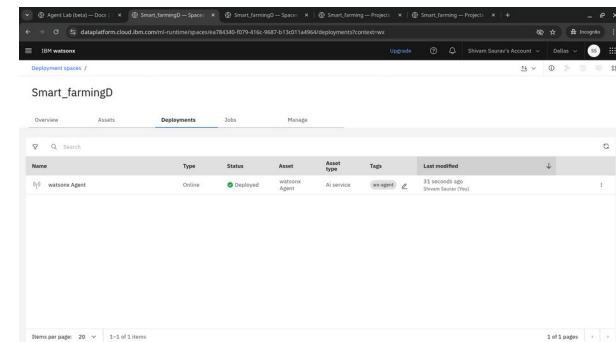 Agent Lab (beta) — Docs
Smart_farmingD — Spaces
Smart_farmingD — Spaces
Smart_farming — Projects
Smart_farming — Projects
dataplatform.cloud.ibm.com/ml-runtime/spaces/ea784340-f079-416c-9687-b13c011a4964/deployments?context=wx
Incognito
IBM watsonx
Upgrade
Shivam Saurav's Account
Dallas
SS
Deployment spaces /
Smart_farmingD
Overview Assets Deployments Jobs Manage
Search
Name Type Status Asset Asset type Tags Last modified
watsonx Agent Online Deployed watsonx Agent Ai service wx-agent 31 seconds ago
Shivam Saurav (You)
Items per page: 20 1–1 of 1 items 1 of 1 pages